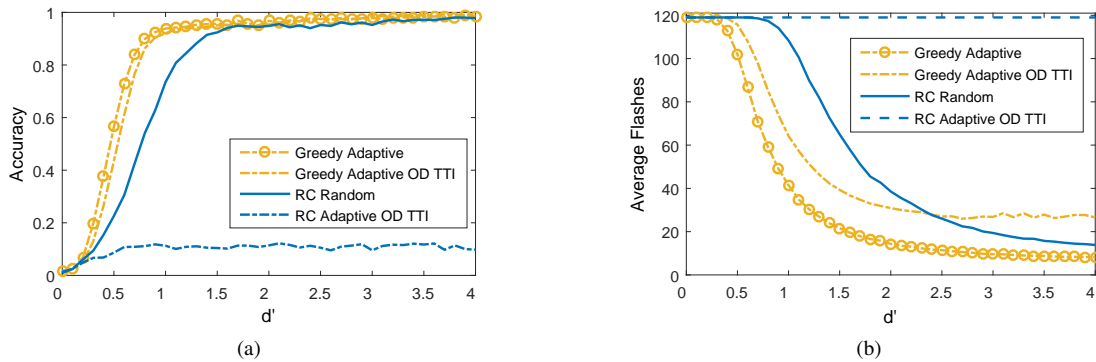 1
0.8
0.6
0.4
0.2
0
Accuracy
0 0.5 1 1.5 2 2.5 3 3.5 4
d'
Greedy Adaptive
Greedy Adaptive OD TTI
RC Random
RC Adaptive OD TTI
(a)
120
100
80
60
40
20
0
Average Flashes
0 0.5 1 1.5 2 2.5 3 3.5 4
d'
Greedy Adaptive
Greedy Adaptive OD TTI
RC Random
RC Adaptive OD TTI
(b)